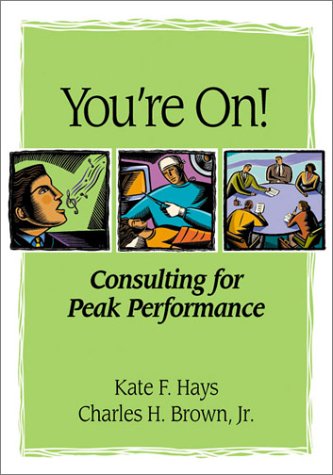 You're On!
Consulting for
Peak Performance
Kate F. Hays
Charles H. Brown, Jr.